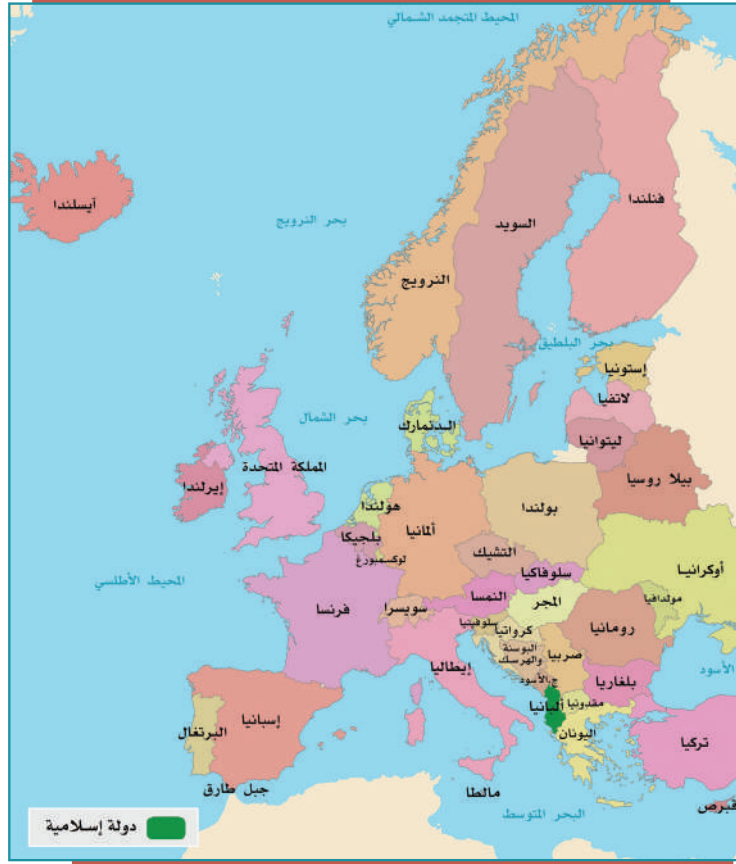 المحيط المتجمد الشمالي
آيسلندا
فنلندا
السويد
بحر النرويج
النرويج
بحر البلطيق
إستونيا
لاتفيا
بحر الشمال
الدنمارك
ليتوانيا
المملكة المتحدة
بيلا روسيا
إيرلندا
هولندا
بولندا
ألمانيا
بلجيكا
التشيك
لوكسمبورغ
أوكرانيا
سلوفاكيا
المحيط الأطلسي
النمسا
مولدافيا
المجر
فرنسا
سويسرا
سلوفينيا
كرواتيا
رومانيا
البوسنة
والهرسك
صربيا
إيطاليا
الأسود
ج.الأسود
بلغاريا
ألبانيا
مقدونيا
إسبانيا
البرتغال
اليونان
تركيا
جبل طارق
مالطا
قبرص
البحر المتوسط
دولة إسلامية